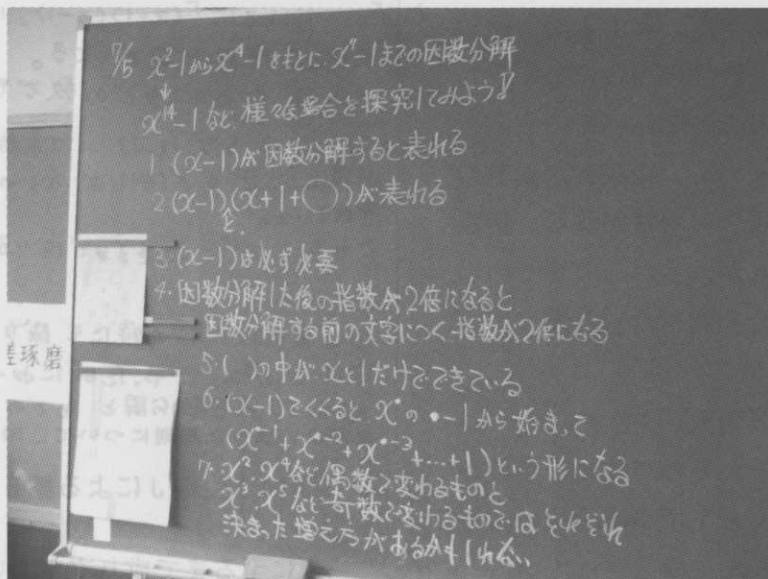 7/5 x²-1からx⁴-1をもとに、xⁿ-1までの因数分解
↓
x¹⁴-1など、様々な場合を探究してみよう!!
1. (x-1)が因数分解すると表れる
2. (x-1)と、(x+1+○)が表れる
3. (x-1)は必ず必要
4. 因数分解した後の指数が2倍になると
因数分解する前の文字につく指数が2倍になる
5. ( )の中がxと1だけでできている
6. (x-1)でくくると x^•の •-1から始まって
(x^•⁻¹+x^•⁻²+x^•⁻³+…+1)という形になる
7. x²、x⁴など偶数で変わるものと
x³、x⁵など奇数で変わるものではそれぞれ
決まった増え方があるかもしれない
差琢磨